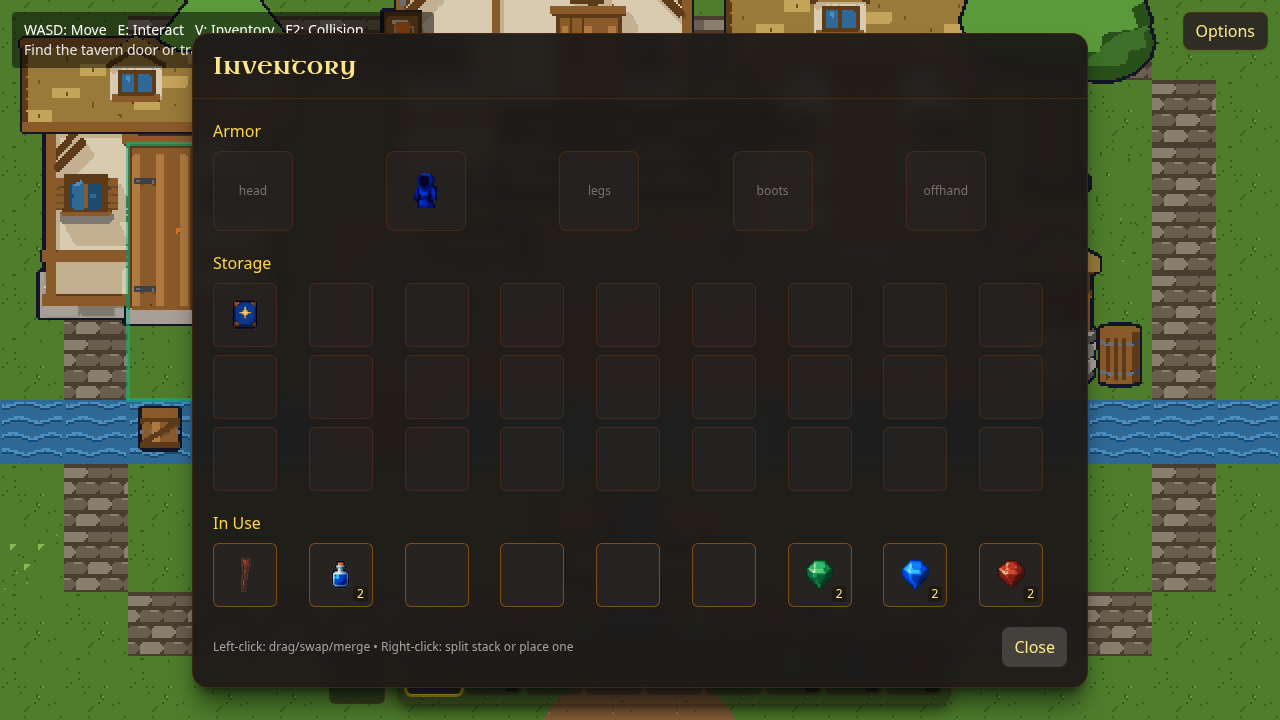 WASD: Move E: Interact V: Inventory F2: Collision
Find the tavern door or tr
Options
Inventory
Armor
head
legs
boots
offhand
Storage
In Use
2
2
2
2
Left-click: drag/swap/merge • Right-click: split stack or place one
Close